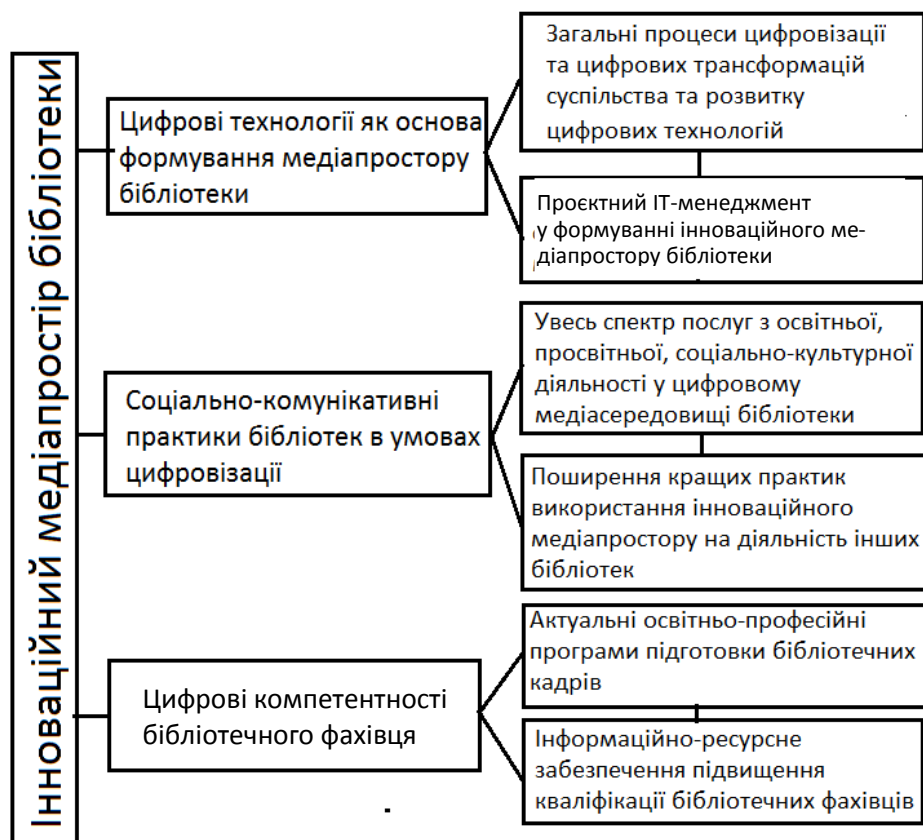 Інноваційний медіапростір бібліотеки
Цифрові технології як основа
формування медіапростору
бібліотеки
Загальні процеси цифровізації
та цифрових трансформацій
суспільства та розвитку
цифрових технологій
Проєктний ІТ-менеджмент
у формуванні інноваційного ме-
діапростору бібліотеки
Соціально-комунікативні
практики бібліотек в умовах
цифровізації
Увесь спектр послуг з освітньої,
просвітньої, соціально-культурної
діяльності у цифровому
медіасередовищі бібліотеки
Поширення кращих практик
використання інноваційного
медіапростору на діяльність інших
бібліотек
Цифрові компетентності
бібліотечного фахівця
Актуальні освітньо-професійні
програми підготовки бібліотечних
кадрів
Інформаційно-ресурсне
забезпечення підвищення
кваліфікації бібліотечних фахівців